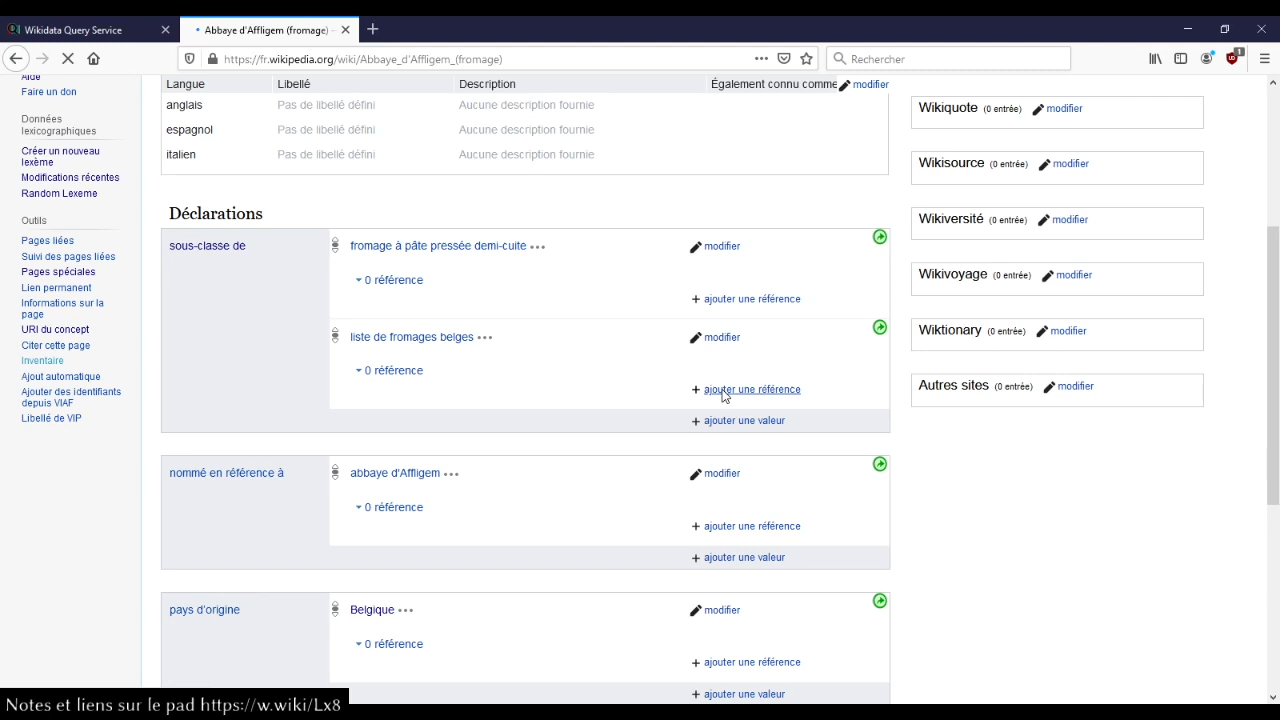 Wikidata Query Service
Abbaye d'Affligem (fromage) -
https://fr.wikipedia.org/wiki/Abbaye_d'Affligem_(fromage)
Rechercher
1
Aide
Faire un don
Données
lexicographiques
Créer un nouveau
lexème
Modifications récentes
Random Lexeme
Outils
Pages liées
Suivi des pages liées
Pages spéciales
Lien permanent
Informations sur la
page
URI du concept
Citer cette page
Inventaire
Ajout automatique
Ajouter des identifiants
depuis VIAF
Libellé de VIP
Langue Libellé Description Également connu comme modifier
anglais Pas de libellé défini Aucune description fournie
espagnol Pas de libellé défini Aucune description fournie
italien Pas de libellé défini Aucune description fournie
Déclarations
sous-classe de
fromage à pâte pressée demi-cuite modifier
0 référence
+ ajouter une référence
liste de fromages belges modifier
0 référence
+ ajouter une référence
+ ajouter une valeur
nommé en référence à
abbaye d'Affligem modifier
0 référence
+ ajouter une référence
+ ajouter une valeur
pays d'origine
Belgique modifier
0 référence
+ ajouter une référence
+ ajouter une valeur
Wikiquote (0 entrée) modifier
Wikisource (0 entrée) modifier
Wikiversité (0 entrée) modifier
Wikivoyage (0 entrée) modifier
Wiktionary (0 entrée) modifier
Autres sites (0 entrée) modifier
Notes et liens sur le pad https://w.wiki/Lx8